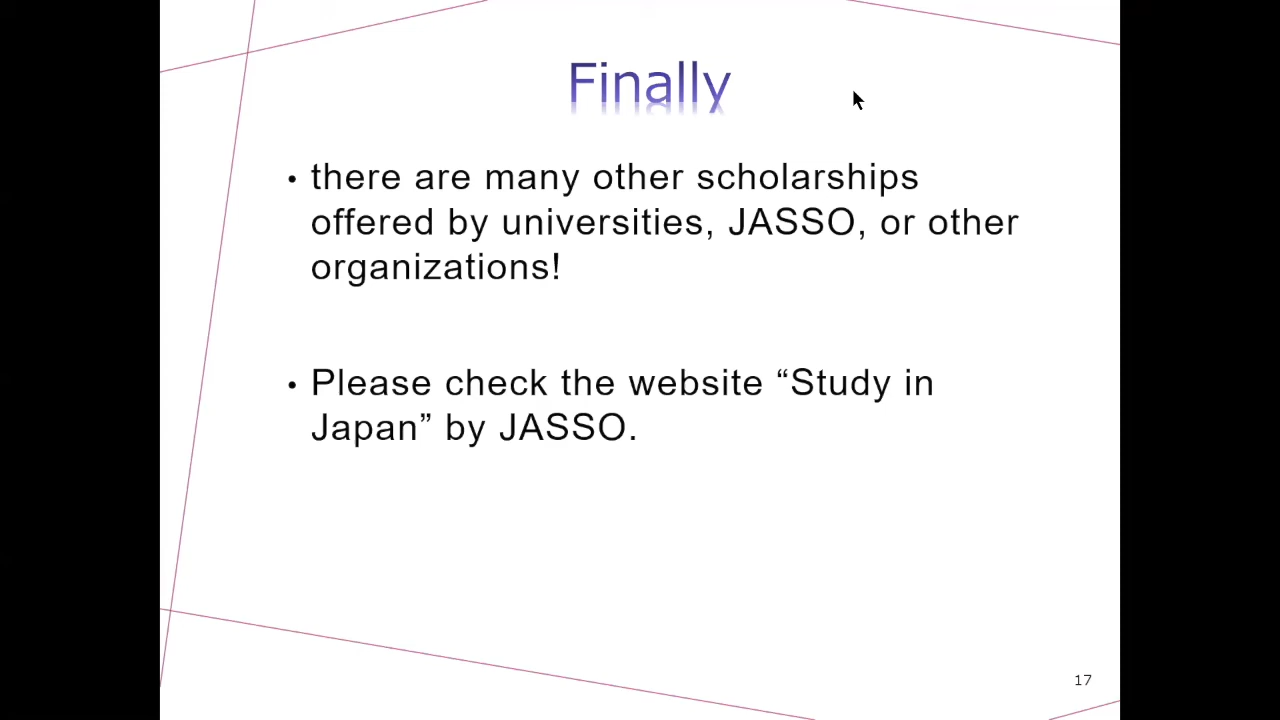 Finally
• there are many other scholarships
offered by universities, JASSO, or other
organizations!
• Please check the website “Study in
Japan” by JASSO.
17